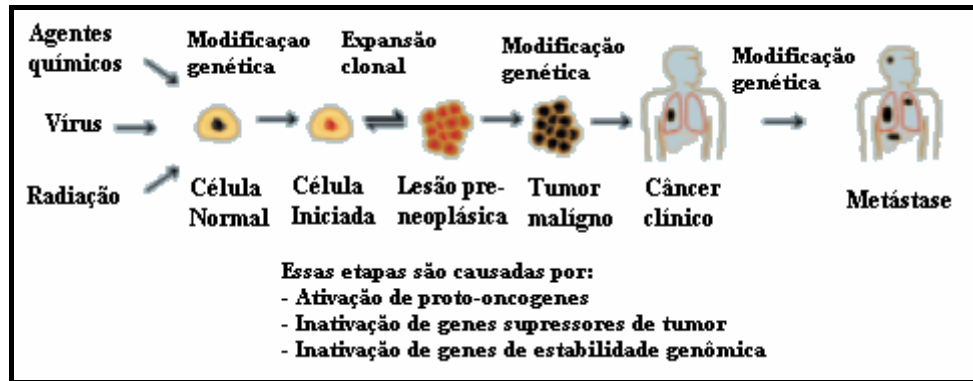 Agentes
químicos
Vírus
Radiação
Modificaçao
genética
Expansão
clonal
Modificação
genética
Modificação
genética
Célula
Normal
Célula
Iniciada
Lesão pre-
neoplásica
Tumor
malígno
Câncer
clínico
Metástase
Essas etapas são causadas por:
- Ativação de proto-oncogenes
- Inativação de genes supressores de tumor
- Inativação de genes de estabilidade genômica